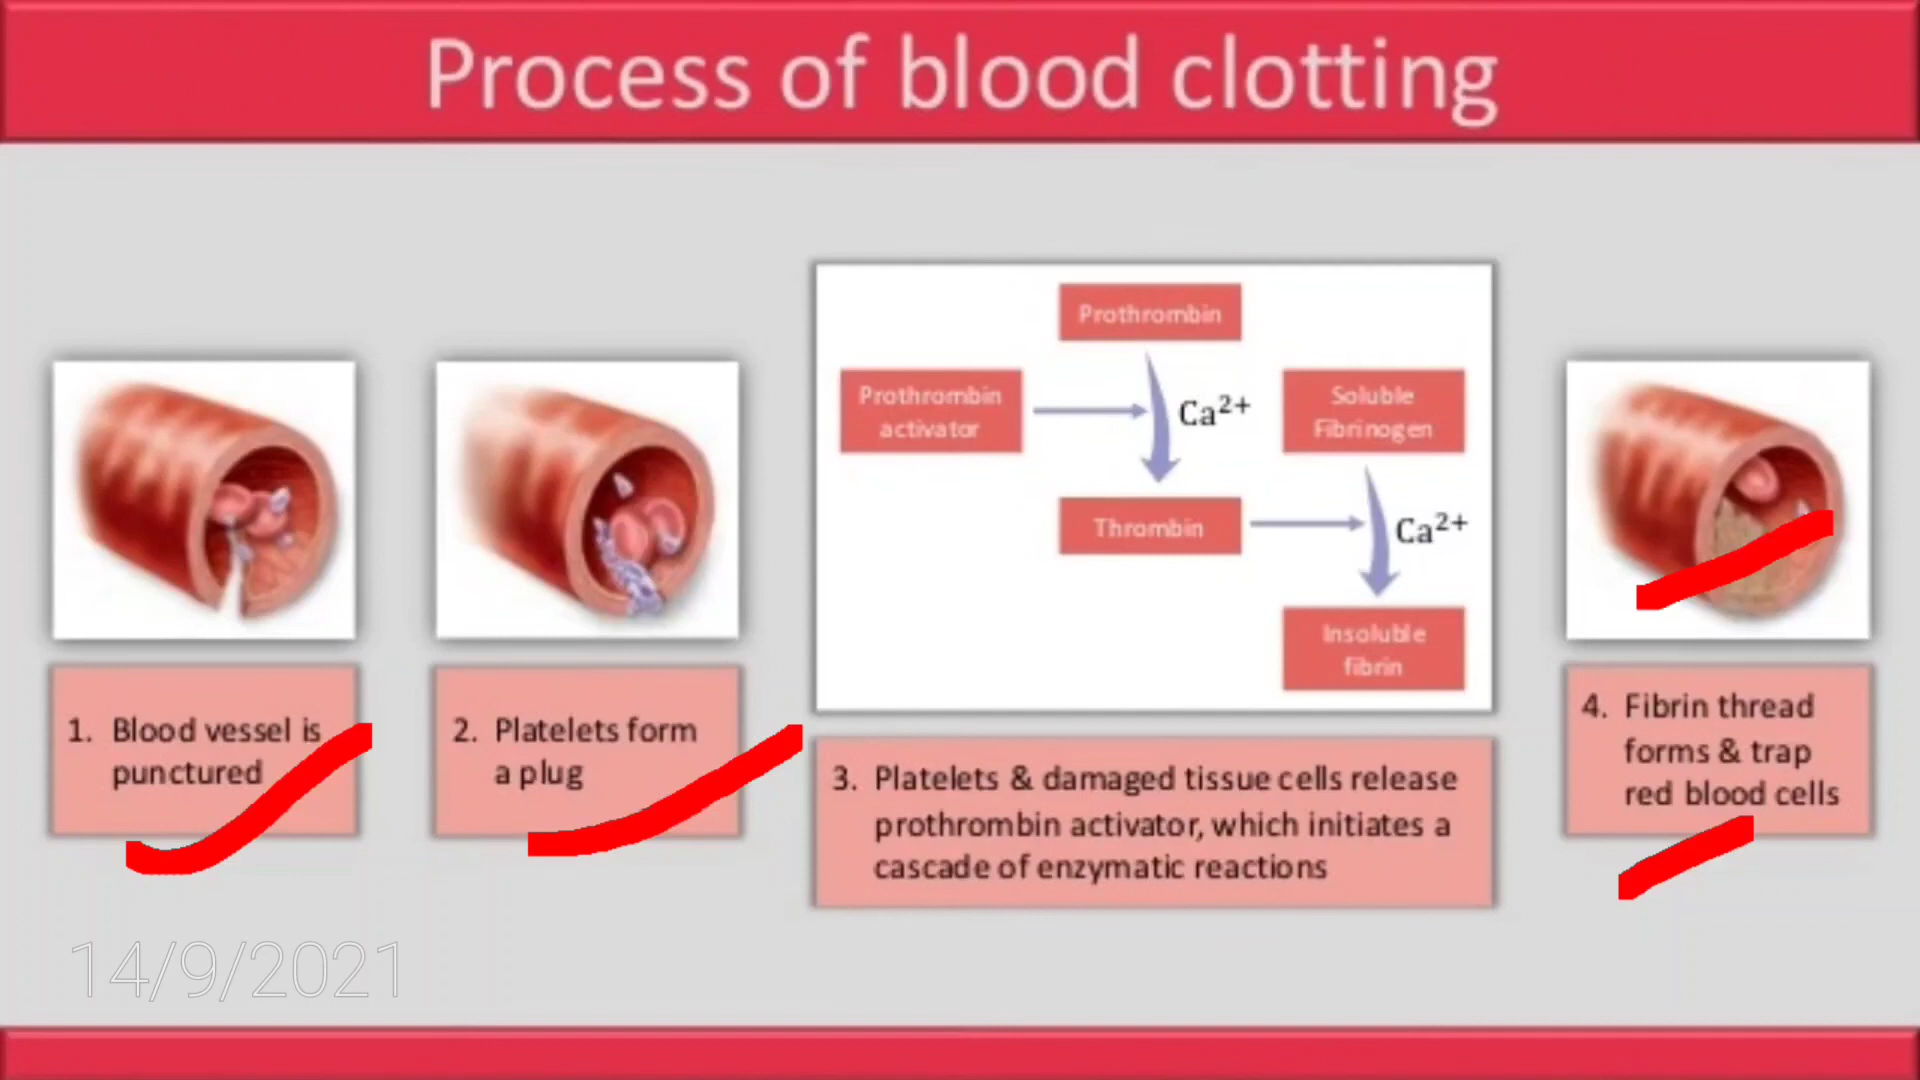 Process of blood clotting
1. Blood vessel is
punctured
2. Platelets form
a plug
Prothrombin
Prothrombin
activator
Ca²⁺
Soluble
Fibrinogen
Thrombin
Ca²⁺
Insoluble
fibrin
3. Platelets & damaged tissue cells release
prothrombin activator, which initiates a
cascade of enzymatic reactions
4. Fibrin thread
forms & trap
red blood cells
14/9/2021